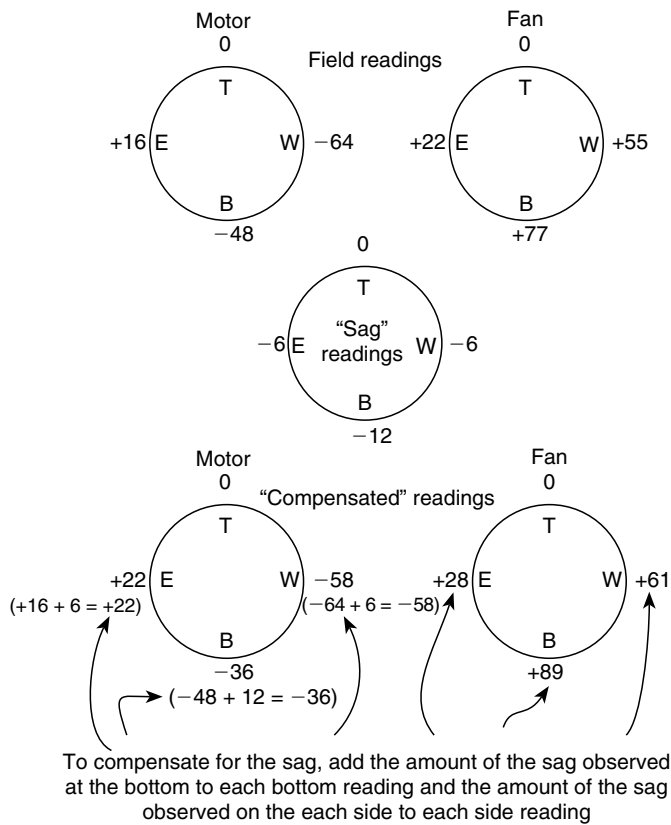 Motor
0
Fan
0
Field readings
T
+16 E
W −64
B
−48
T
+22 E
W +55
B
+77
0
T
−6 E
“Sag”
readings
W −6
B
−12
Motor
0
Fan
0
“Compensated” readings
T
+22 E
W −58
(+16 + 6 = +22)
(−64 + 6 = −58)
B
−36
(−48 + 12 = −36)
T
+28 E
W +61
B
+89
To compensate for the sag, add the amount of the sag observed
at the bottom to each bottom reading and the amount of the sag
observed on the each side to each side reading